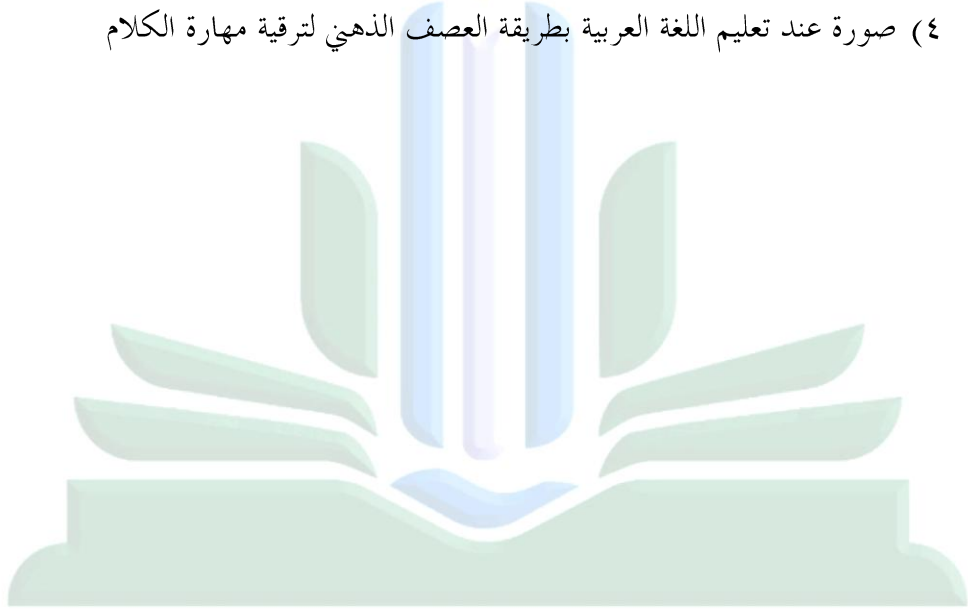 ٤) صورة عند تعليم اللغة العربية بطريقة العصف الذهني لترقية مهارة الكلام